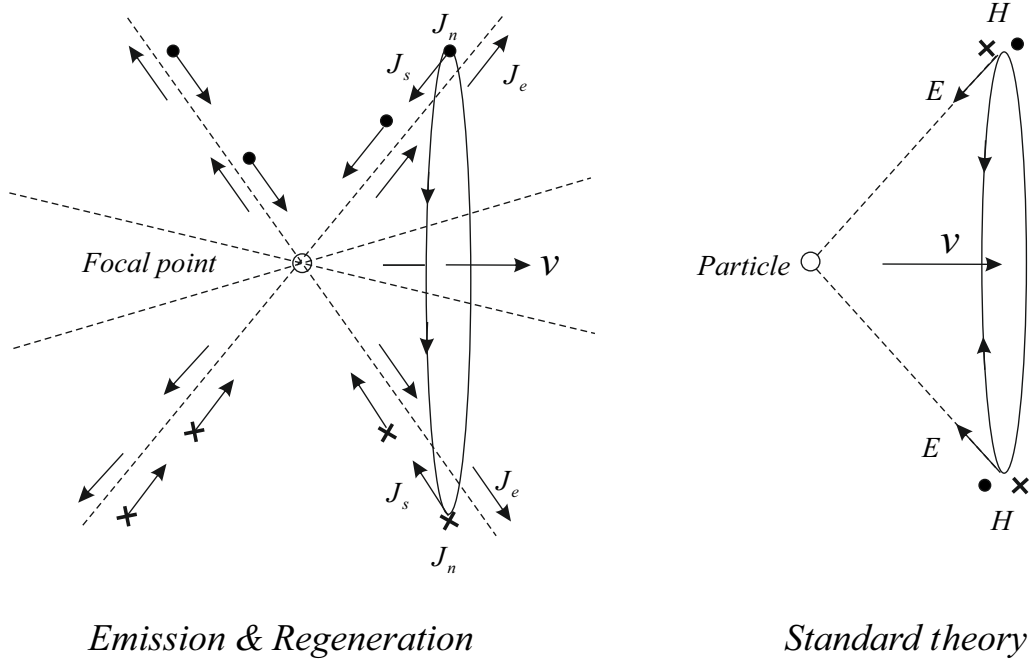 J_n
J_s
J_e
Focal point
v
J_s
J_e
J_n
Emission & Regeneration
H
E
Particle
v
E
H
Standard theory